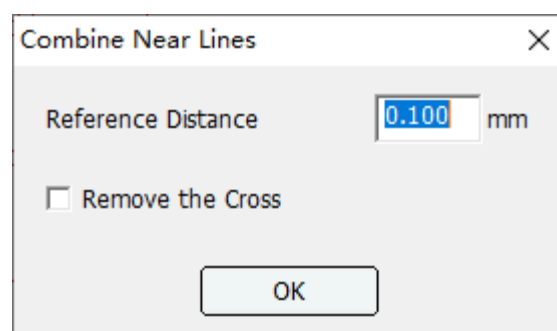 Combine Near Lines
Reference Distance 0.100 mm
Remove the Cross
OK